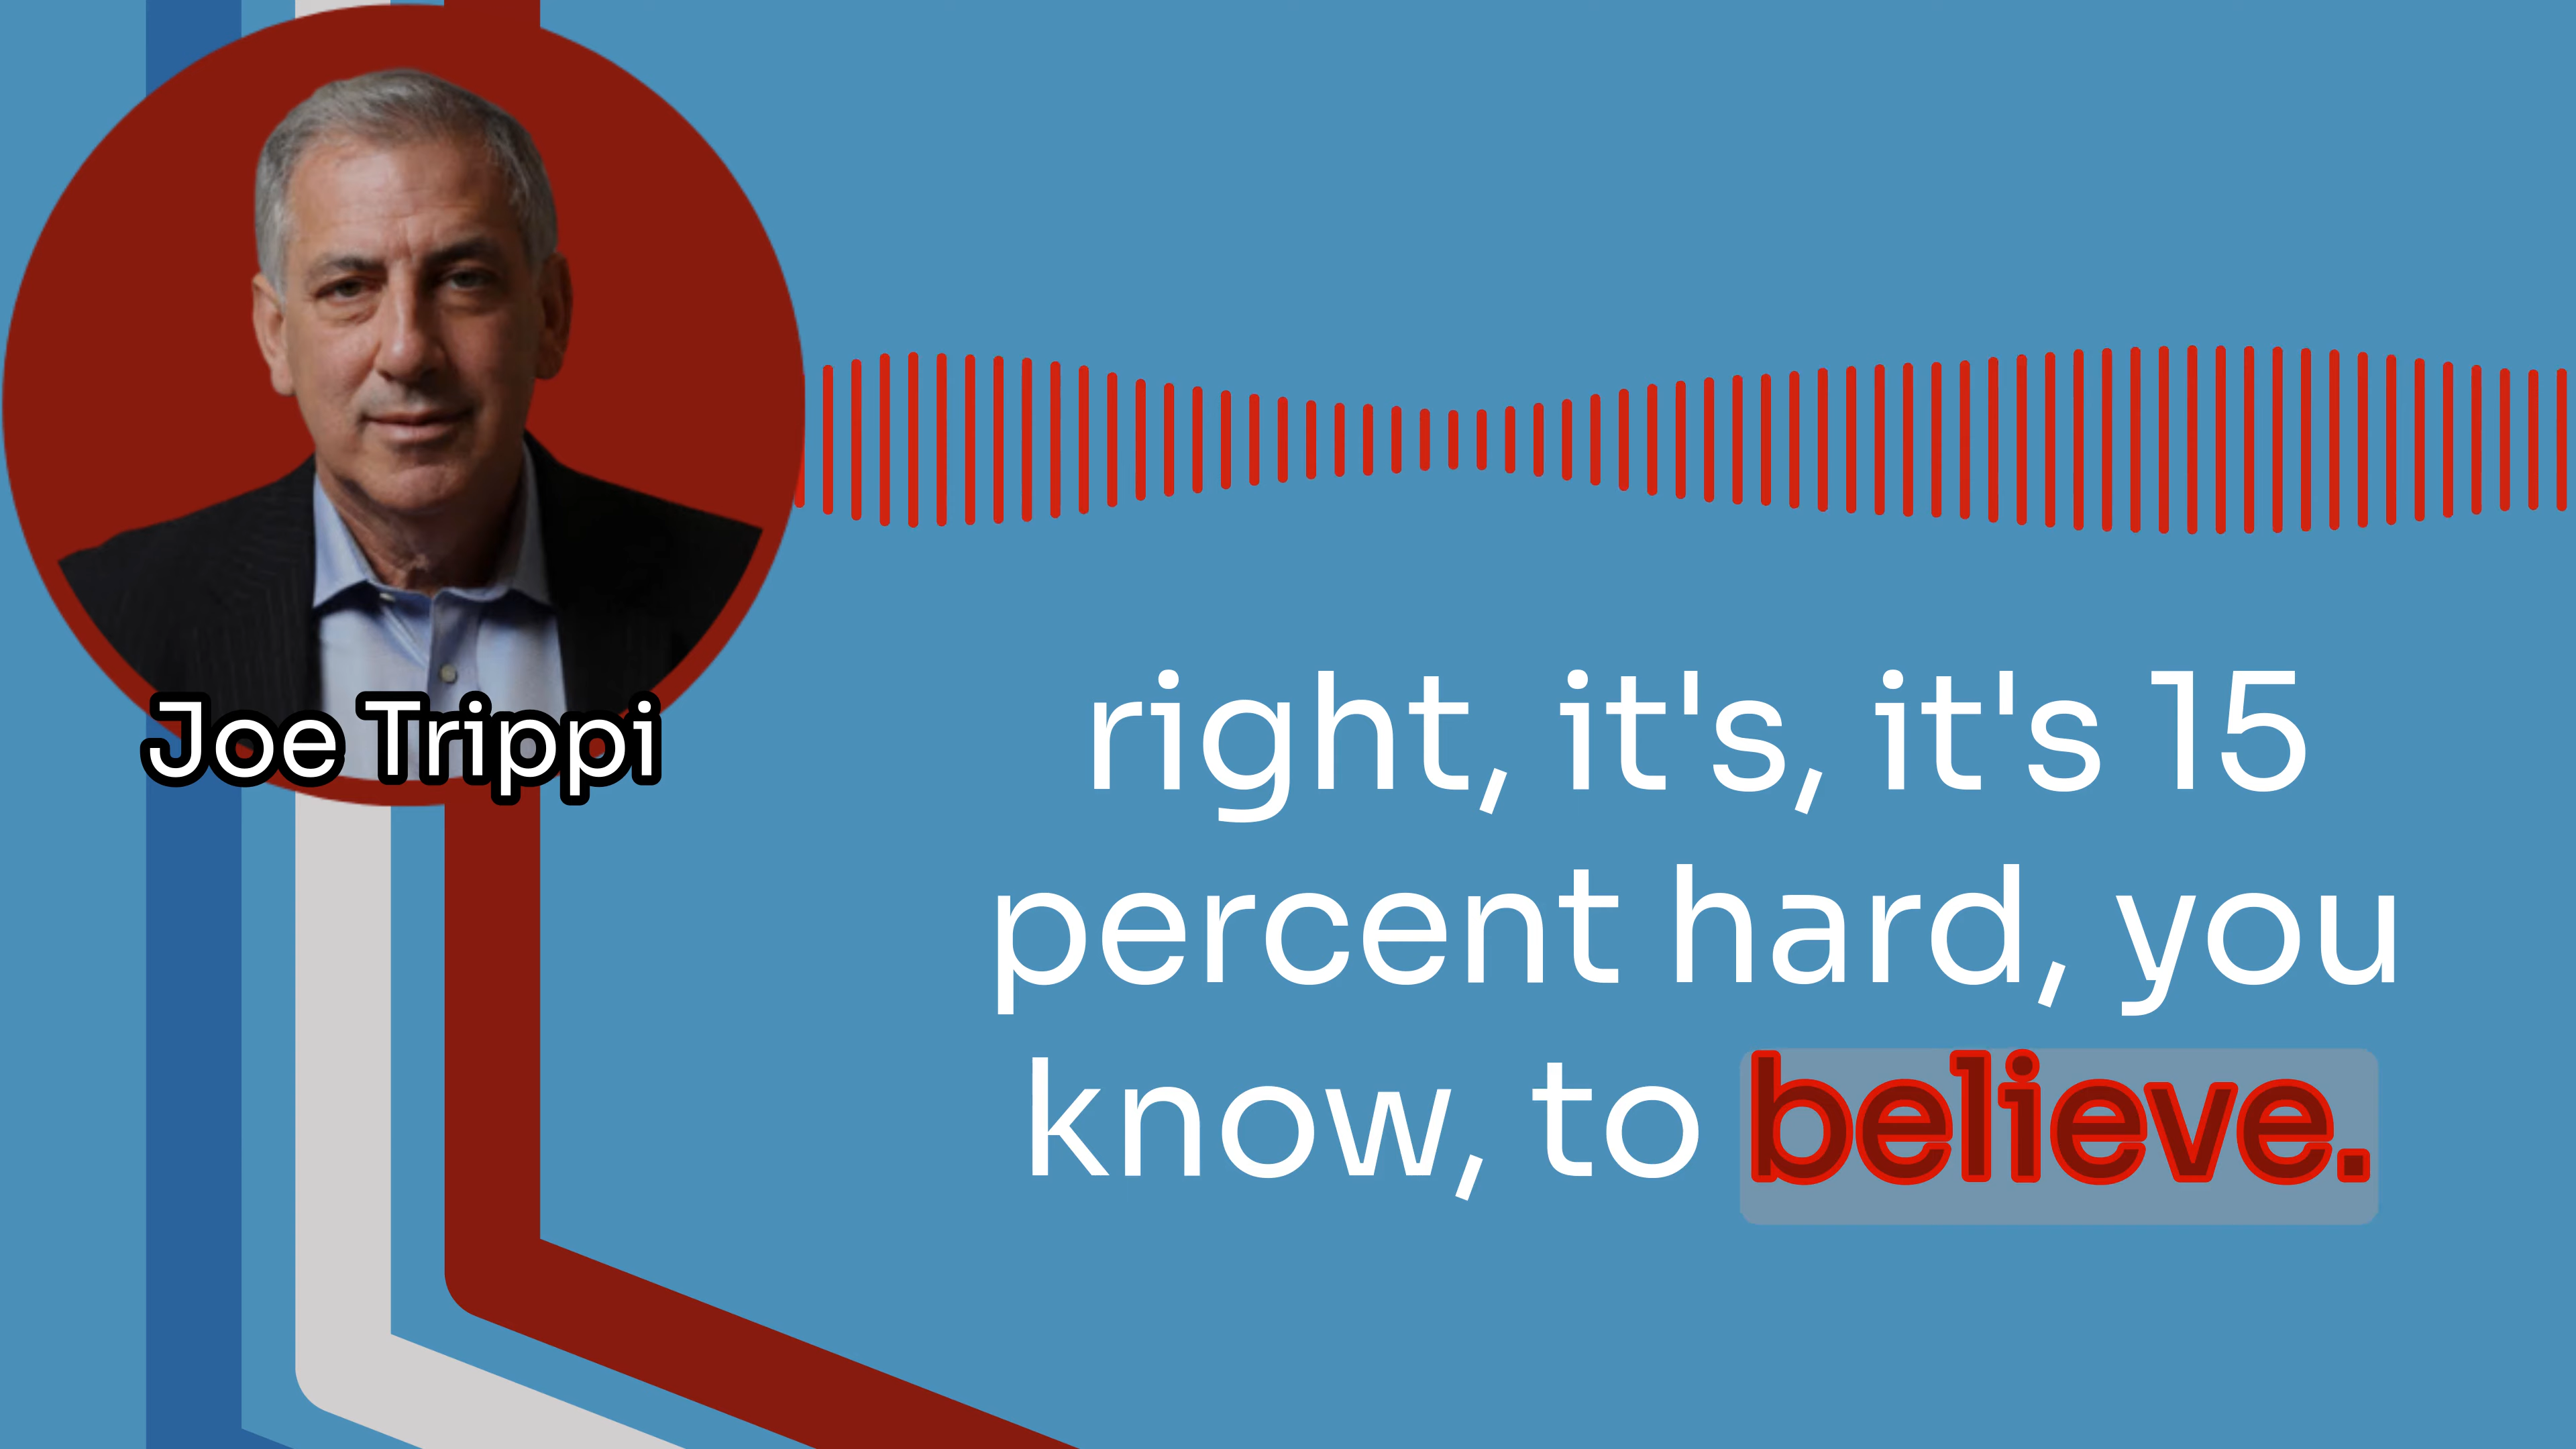 Joe Trippi
right, it's, it's 15
percent hard, you
know, to believe.